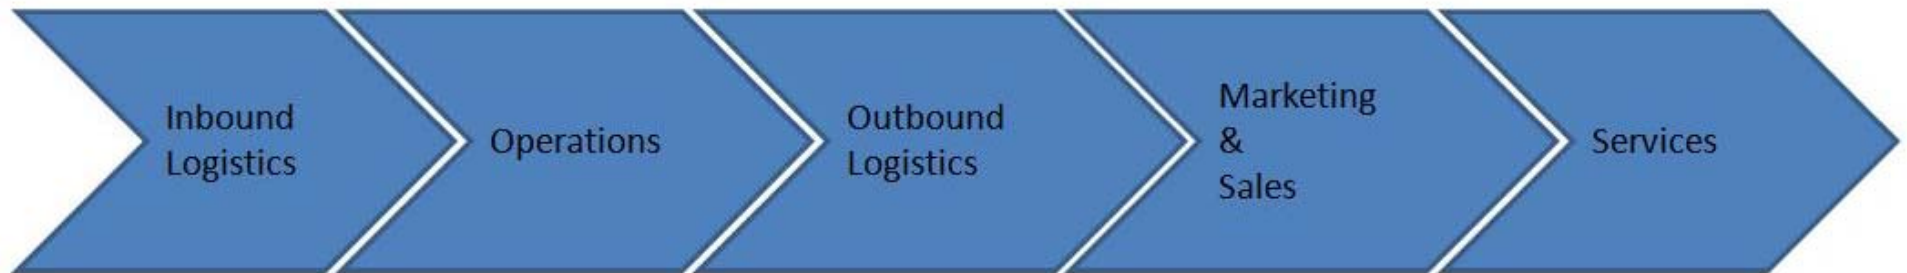 Inbound
Logistics
Operations
Outbound
Logistics
Marketing
&
Sales
Services